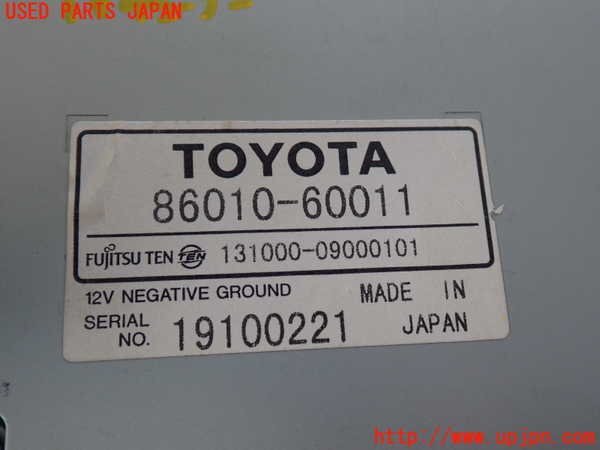 USED PARTS JAPAN
TOYOTA
86010-60011
FUJITSU TEN TEN 131000-09000101
12V NEGATIVE GROUND MADE IN
SERIAL NO. 19100221 JAPAN
http://www.upjpn.com